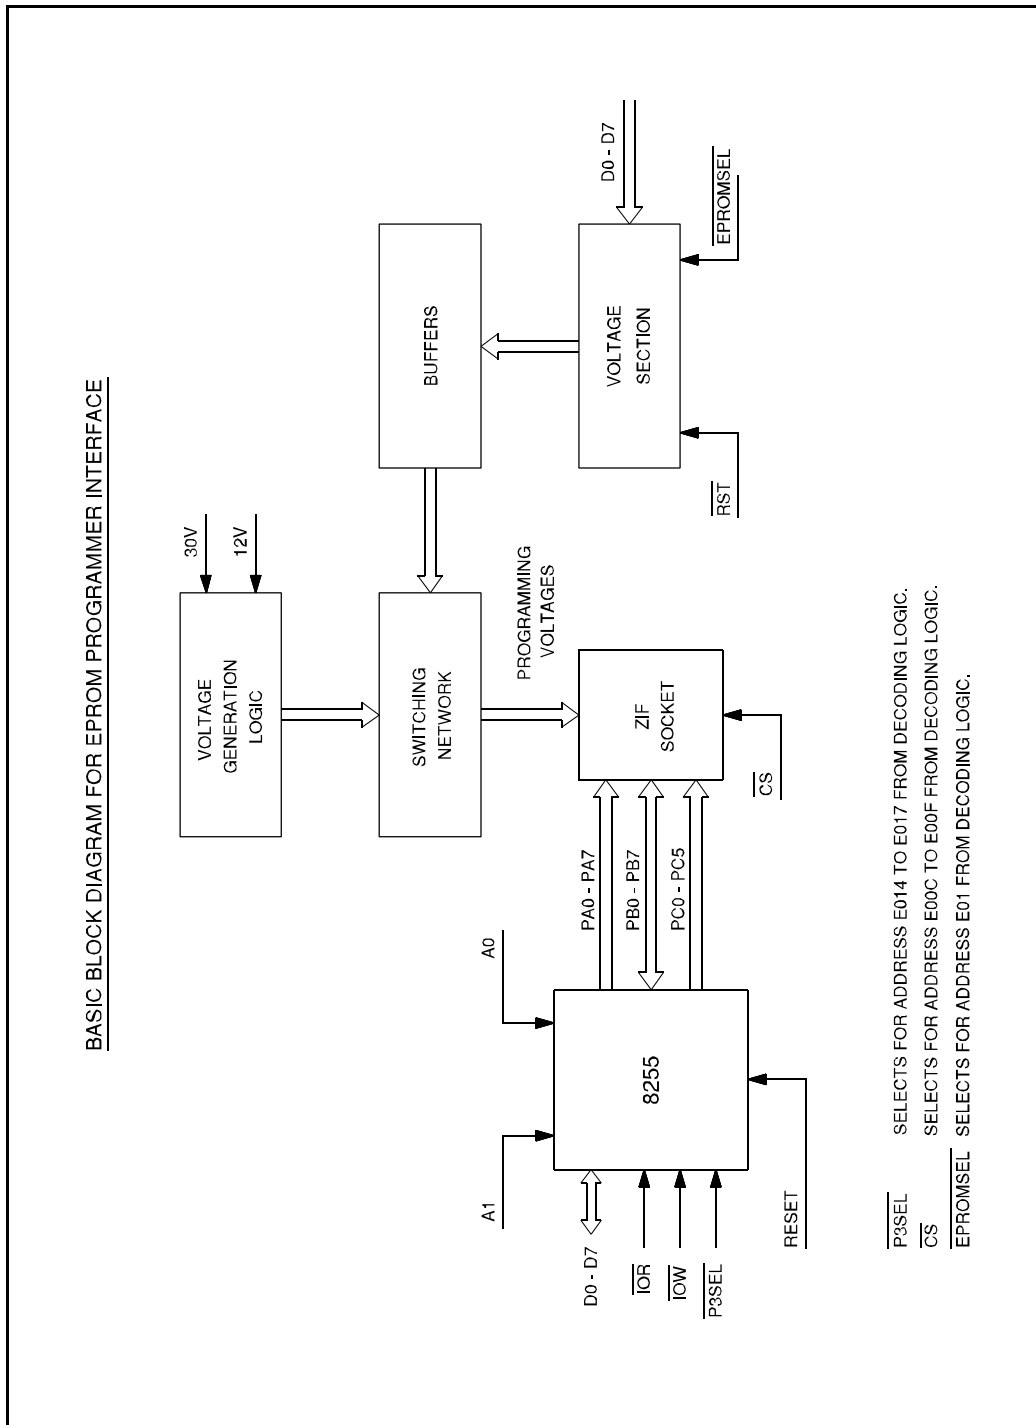 BASIC BLOCK DIAGRAM FOR EPROM PROGRAMMER INTERFACE
30V
12V
VOLTAGE
GENERATION
LOGIC
SWITCHING
NETWORK
BUFFERS
PROGRAMMING
VOLTAGES
D0 - D7
VOLTAGE
SECTION
RST
EPROMSEL
ZIF
SOCKET
CS
A1
A0
PA0 - PA7
PB0 - PB7
PC0 - PC5
8255
D0 - D7
IOR
IOW
P3SEL
RESET
P3SEL SELECTS FOR ADDRESS E014 TO E017 FROM DECODING LOGIC.
CS SELECTS FOR ADDRESS E00C TO E00F FROM DECODING LOGIC.
EPROMSEL SELECTS FOR ADDRESS E01 FROM DECODING LOGIC.